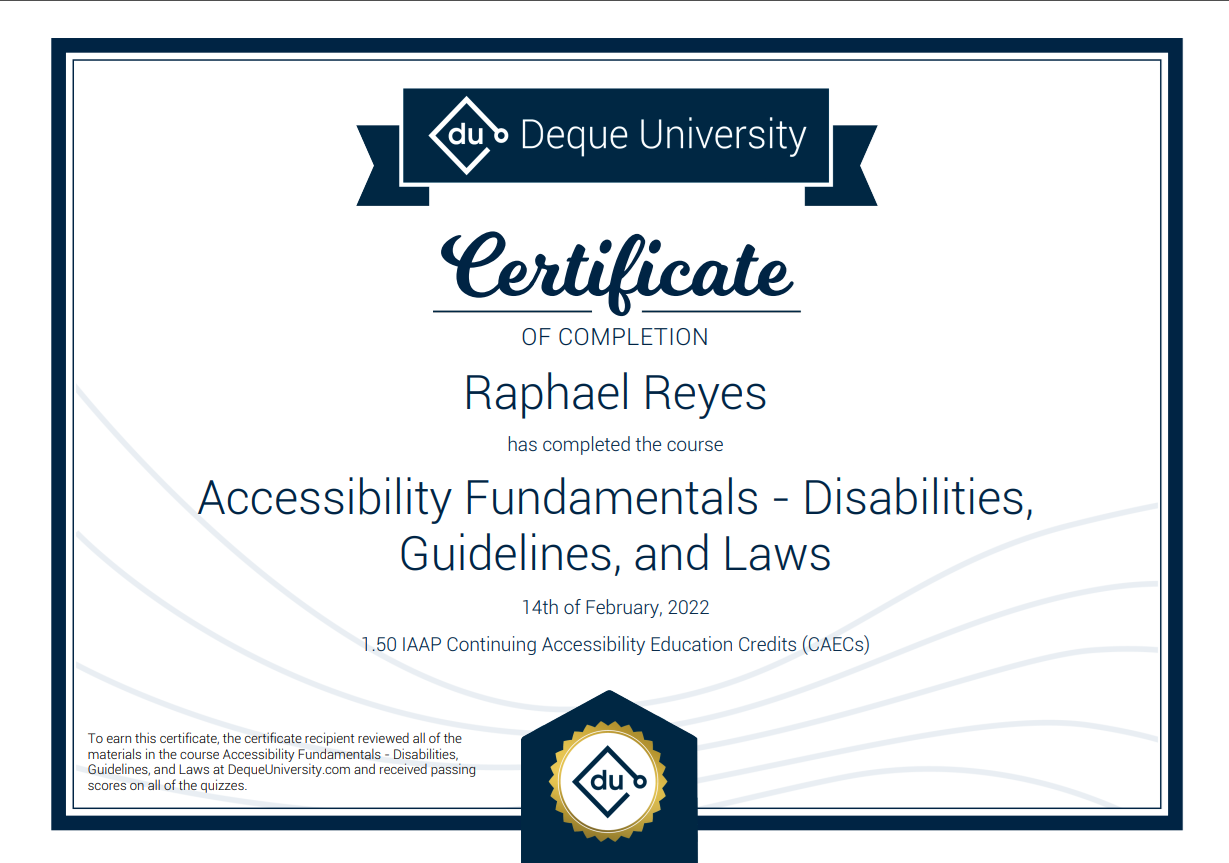 du Deque University
Certificate
OF COMPLETION
Raphael Reyes
has completed the course
Accessibility Fundamentals - Disabilities,
Guidelines, and Laws
14th of February, 2022
1.50 IAAP Continuing Accessibility Education Credits (CAECs)
To earn this certificate, the certificate recipient reviewed all of the
materials in the course Accessibility Fundamentals - Disabilities,
Guidelines, and Laws at DequeUniversity.com and received passing
scores on all of the quizzes.
du